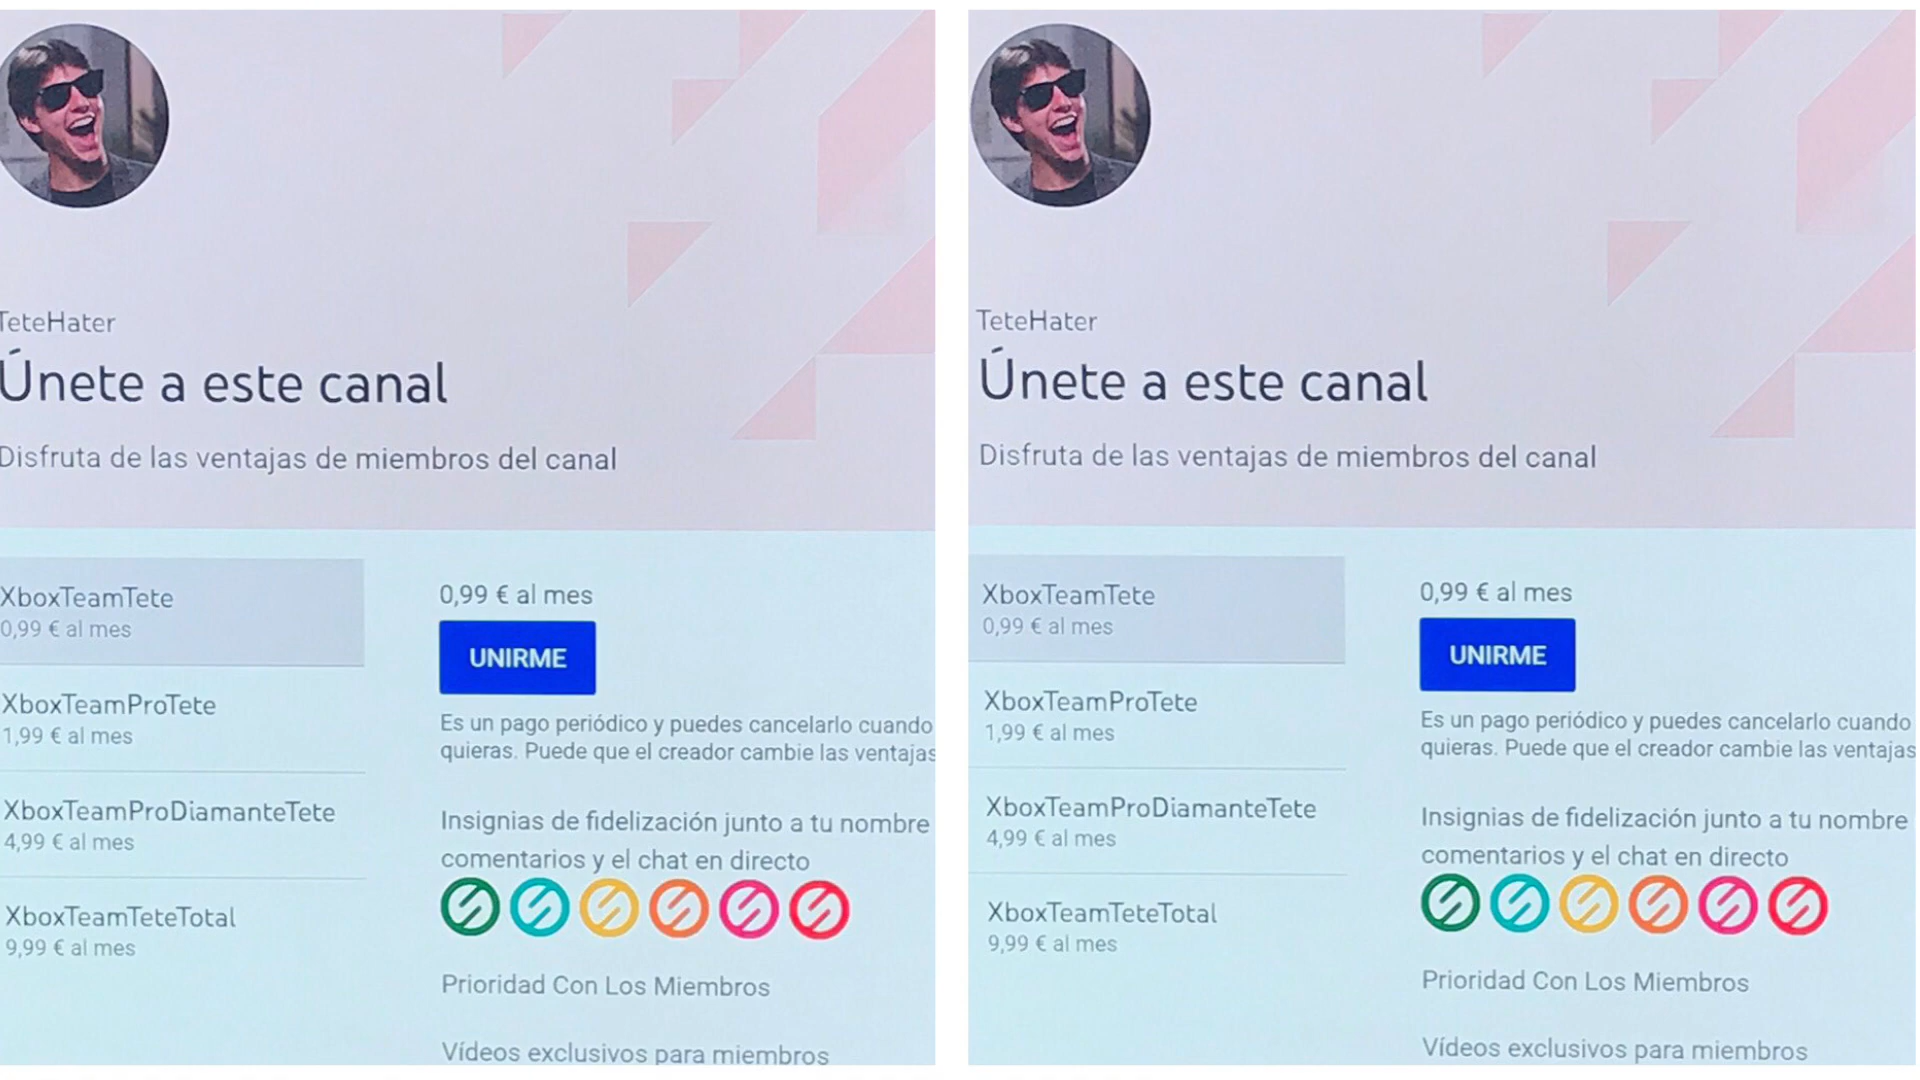 TeteHater
Únete a este canal
Disfruta de las ventajas de miembros del canal
XboxTeamTete
0,99 € al mes
XboxTeamProTete
1,99 € al mes
XboxTeamProDiamanteTete
4,99 € al mes
XboxTeamTeteTotal
9,99 € al mes
0,99 € al mes
UNIRME
Es un pago periódico y puedes cancelarlo cuando
quieras. Puede que el creador cambie las ventajas
Insignias de fidelización junto a tu nombre
comentarios y el chat en directo
Prioridad Con Los Miembros
Vídeos exclusivos para miembros
TeteHater
Únete a este canal
Disfruta de las ventajas de miembros del canal
XboxTeamTete
0,99 € al mes
XboxTeamProTete
1,99 € al mes
XboxTeamProDiamanteTete
4,99 € al mes
XboxTeamTeteTotal
9,99 € al mes
0,99 € al mes
UNIRME
Es un pago periódico y puedes cancelarlo cuando
quieras. Puede que el creador cambie las ventajas
Insignias de fidelización junto a tu nombre
comentarios y el chat en directo
Prioridad Con Los Miembros
Vídeos exclusivos para miembros